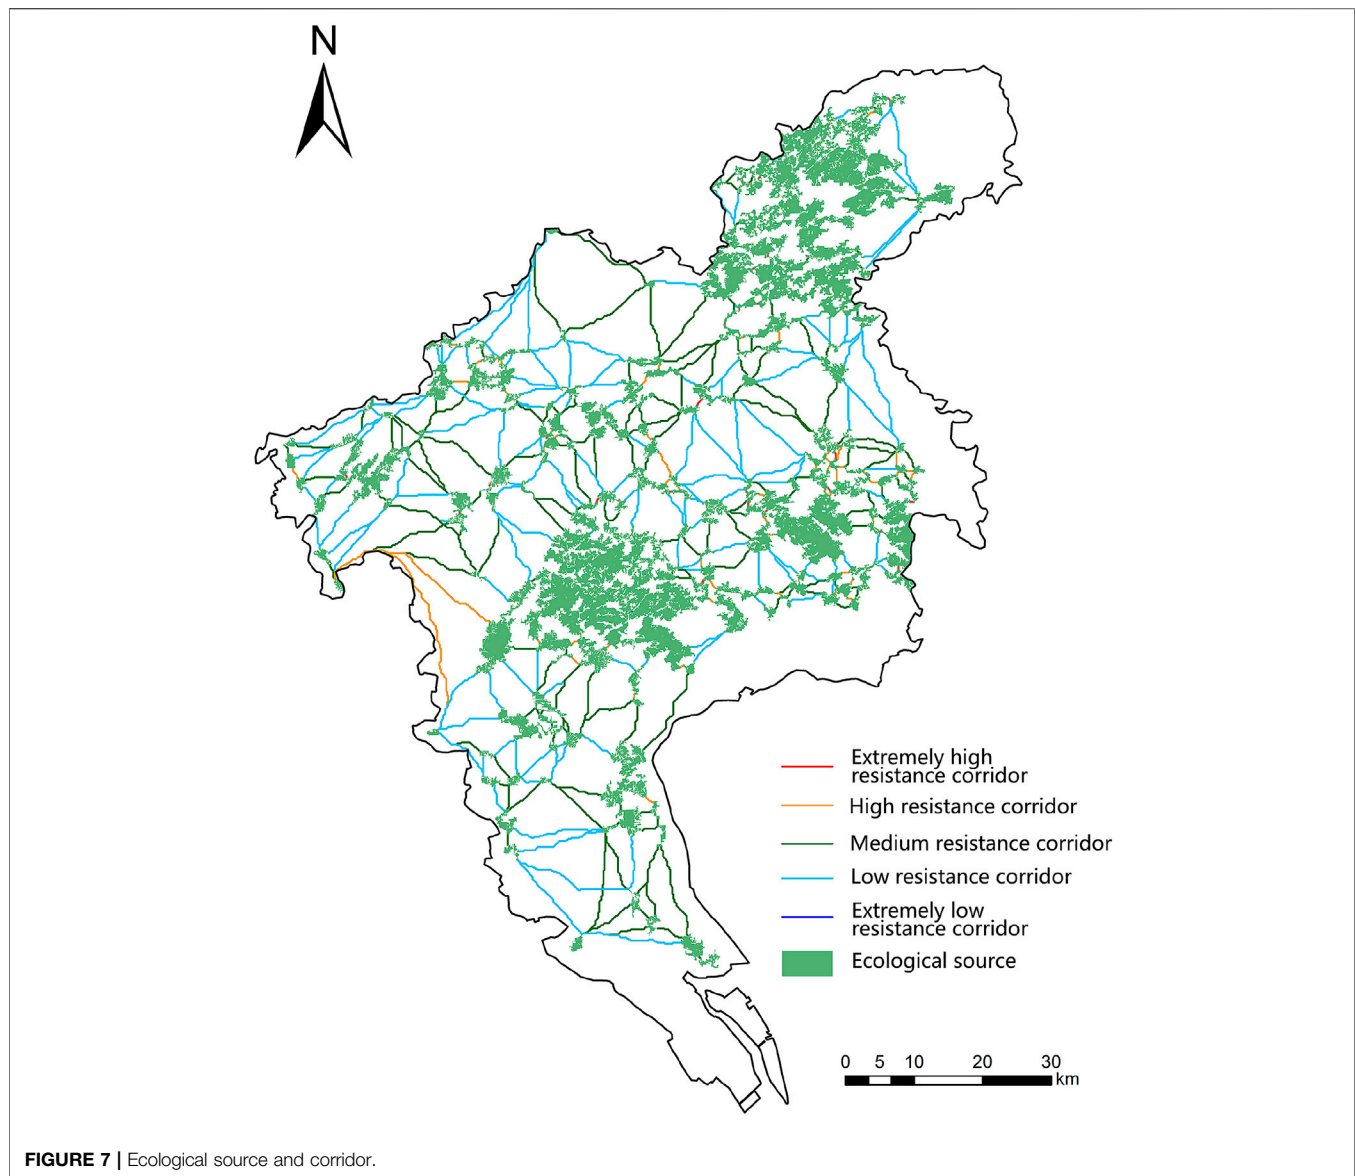 N
Extremely high
resistance corridor
High resistance corridor
Medium resistance corridor
Low resistance corridor
Extremely low
resistance corridor
Ecological source
0 5 10 20 30
km
FIGURE 7 | Ecological source and corridor.